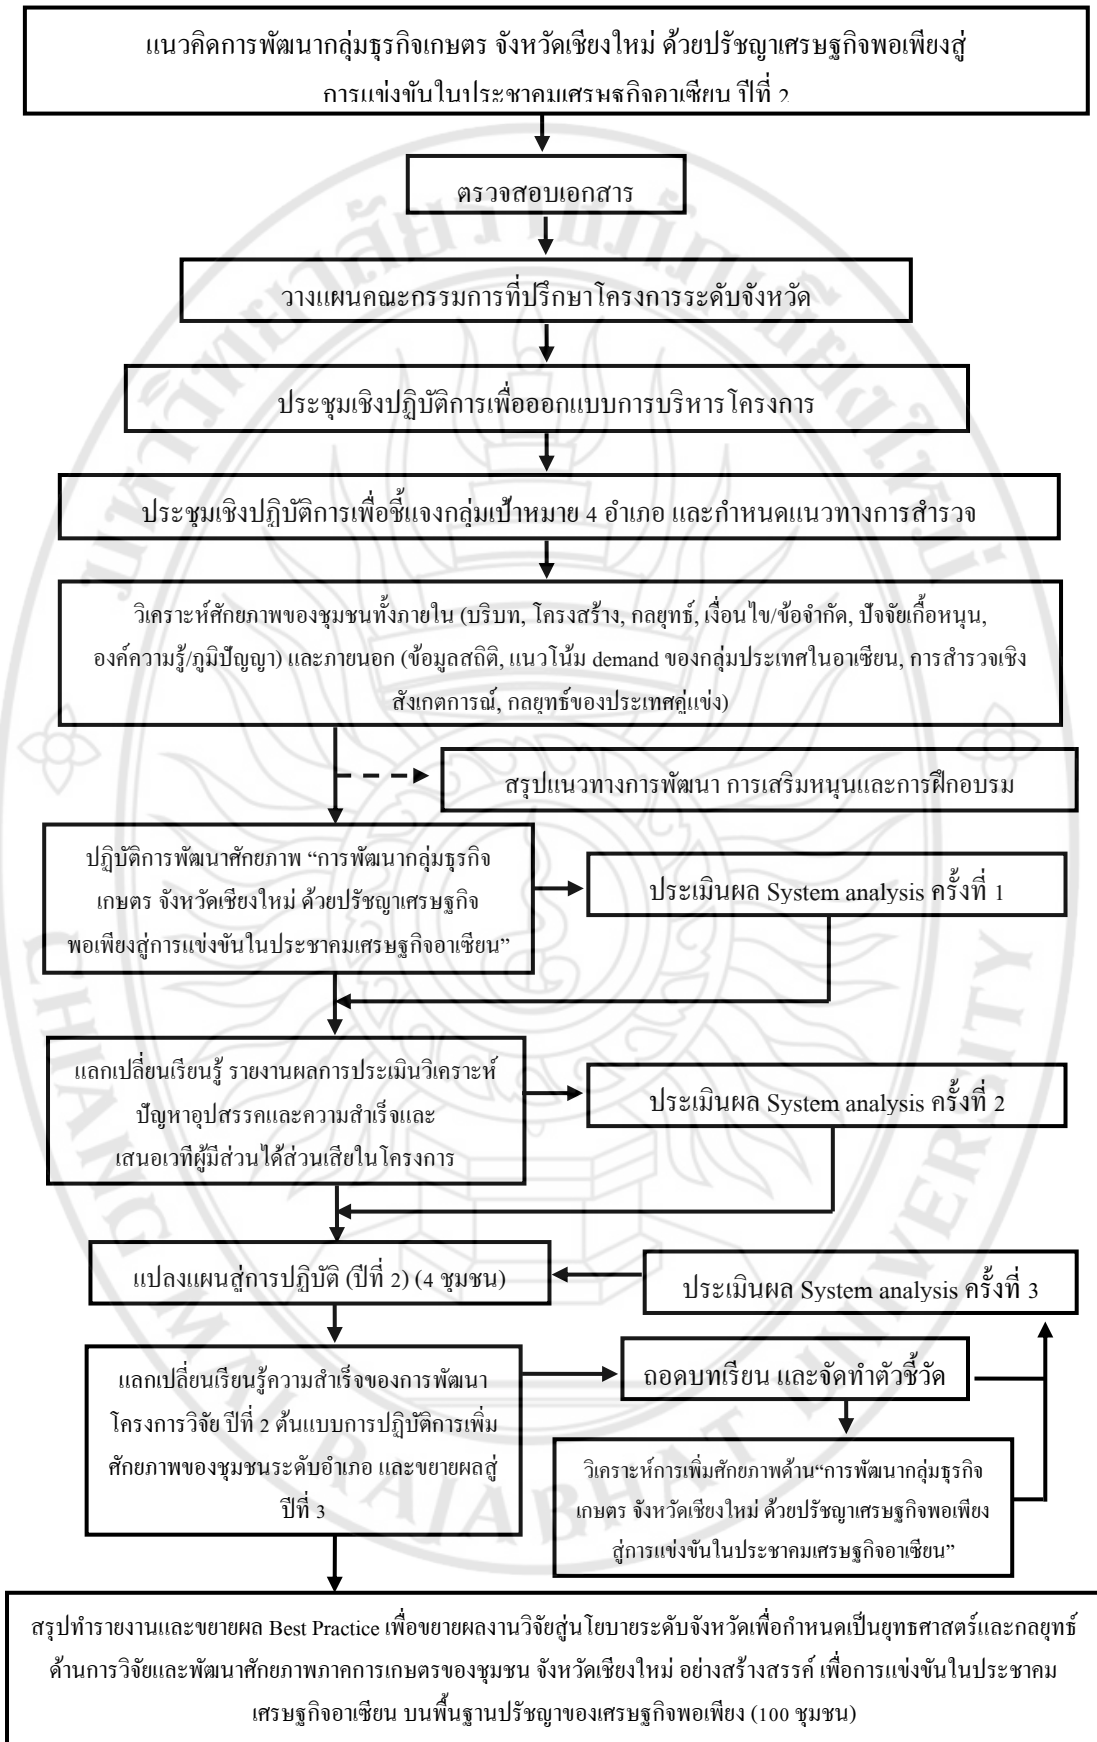 แนวคิดการพัฒนากลุ่มธุรกิจเกษตร จังหวัดเชียงใหม่ ด้วยปรัชญาเศรษฐกิจพอเพียงสู่
การแข่งขันในประชาคมเศรษฐกิจอาเซียน ปีที่ 2
ตรวจสอบเอกสาร
วางแผนคณะกรรมการที่ปรึกษาโครงการระดับจังหวัด
ประชุมเชิงปฏิบัติการเพื่อออกแบบการบริหารโครงการ
ประชุมเชิงปฏิบัติการเพื่อชี้แจงกลุ่มเป้าหมาย 4 อำเภอ และกำหนดแนวทางการสำรวจ
วิเคราะห์ศักยภาพของชุมชนทั้งภายใน (บริบท, โครงสร้าง, กลยุทธ์, เงื่อนไข/ข้อจำกัด, ปัจจัยเกื้อหนุน,
องค์ความรู้/ภูมิปัญญา) และภายนอก (ข้อมูลสถิติ, แนวโน้ม demand ของกลุ่มประเทศในอาเซียน, การสำรวจเชิง
สังเกตการณ์, กลยุทธ์ของประเทศคู่แข่ง)
สรุปแนวทางการพัฒนา การเสริมหนุนและการฝึกอบรม
ปฏิบัติการพัฒนาศักยภาพ “การพัฒนากลุ่มธุรกิจ
เกษตร จังหวัดเชียงใหม่ ด้วยปรัชญาเศรษฐกิจ
พอเพียงสู่การแข่งขันในประชาคมเศรษฐกิจอาเซียน”
ประเมินผล System analysis ครั้งที่ 1
แลกเปลี่ยนเรียนรู้ รายงานผลการประเมินวิเคราะห์
ปัญหาอุปสรรคและความสำเร็จและ
เสนอเวทีผู้มีส่วนได้ส่วนเสียในโครงการ
ประเมินผล System analysis ครั้งที่ 2
แปลงแผนสู่การปฏิบัติ (ปีที่ 2) (4 ชุมชน)
ประเมินผล System analysis ครั้งที่ 3
แลกเปลี่ยนเรียนรู้ความสำเร็จของการพัฒนา
โครงการวิจัย ปีที่ 2 ต้นแบบการปฏิบัติการเพิ่ม
ศักยภาพของชุมชนระดับอำเภอ และขยายผลสู่
ปีที่ 3
ถอดบทเรียน และจัดทำตัวชี้วัด
วิเคราะห์การเพิ่มศักยภาพด้าน“การพัฒนากลุ่มธุรกิจ
เกษตร จังหวัดเชียงใหม่ ด้วยปรัชญาเศรษฐกิจพอเพียง
สู่การแข่งขันในประชาคมเศรษฐกิจอาเซียน”
สรุปทำรายงานและขยายผล Best Practice เพื่อขยายผลงานวิจัยสู่นโยบายระดับจังหวัดเพื่อกำหนดเป็นยุทธศาสตร์และกลยุทธ์
ด้านการวิจัยและพัฒนาศักยภาพภาคการเกษตรของชุมชน จังหวัดเชียงใหม่ อย่างสร้างสรรค์ เพื่อการแข่งขันในประชาคม
เศรษฐกิจอาเซียน บนพื้นฐานปรัชญาของเศรษฐกิจพอเพียง (100 ชุมชน)
มหาวิทยาลัยราชภัฏเชียงใหม่
CHIANG MAI RAJABHAT UNIVERSITY